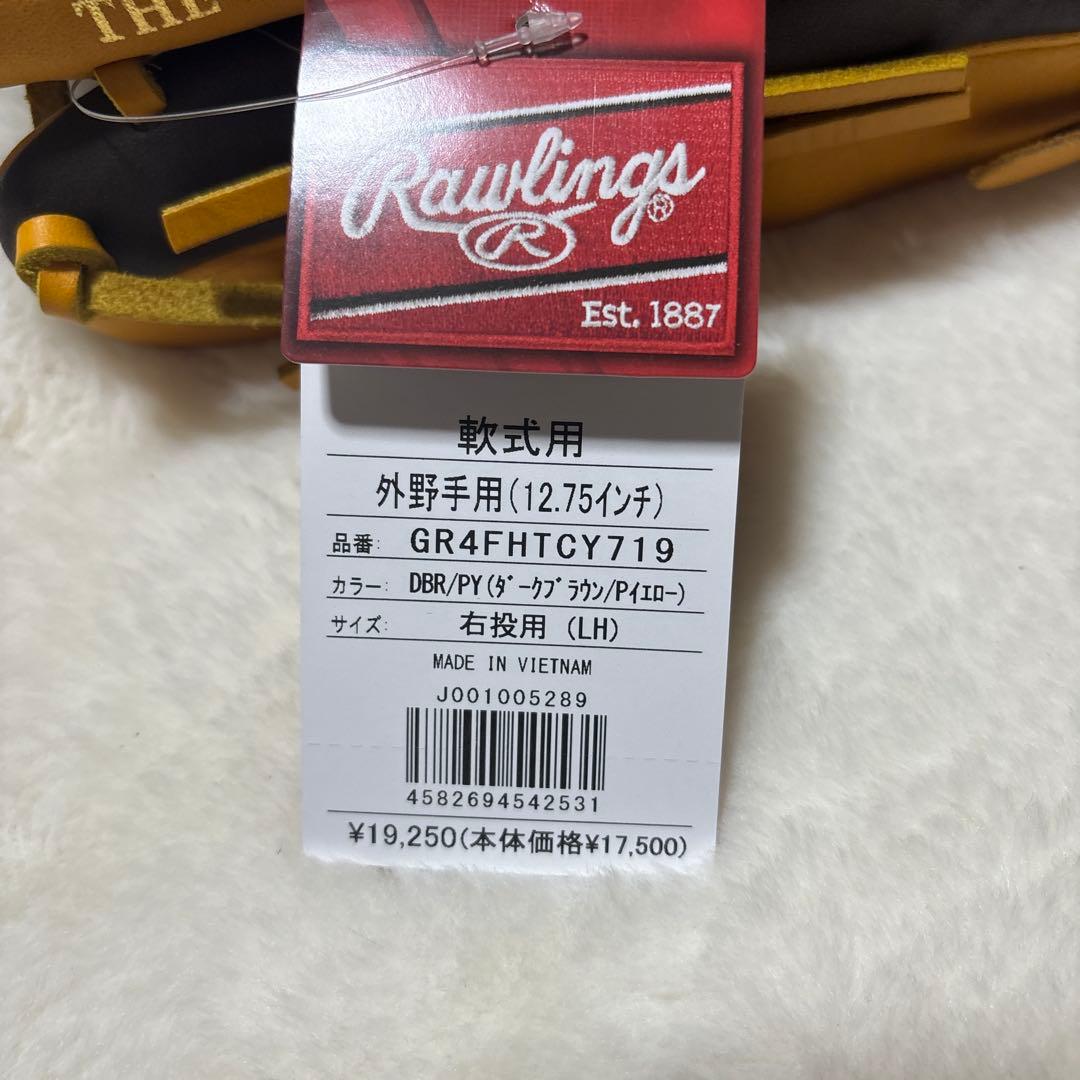 THE
Rawlings®
R
Est. 1887
軟式用
外野手用(12.75インチ)
品番: GR4FHTCY719
カラー: DBR/PY(ﾀﾞｰｸﾌﾞﾗｳﾝ/Pｲｴﾛｰ)
サイズ: 右投用 (LH)
MADE IN VIETNAM
J001005289
4582694542531
¥19,250(本体価格¥17,500)